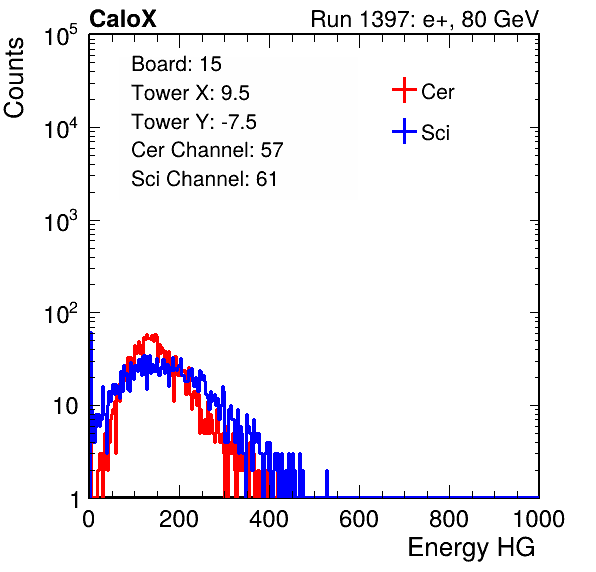 CaloX Run 1397: e+, 80 GeV
Board: 15
Tower X: 9.5
Tower Y: -7.5
Cer Channel: 57
Sci Channel: 61
Cer
Sci
Counts
10^5
10^4
10^3
10^2
10
1
0 200 400 600 800 1000
Energy HG